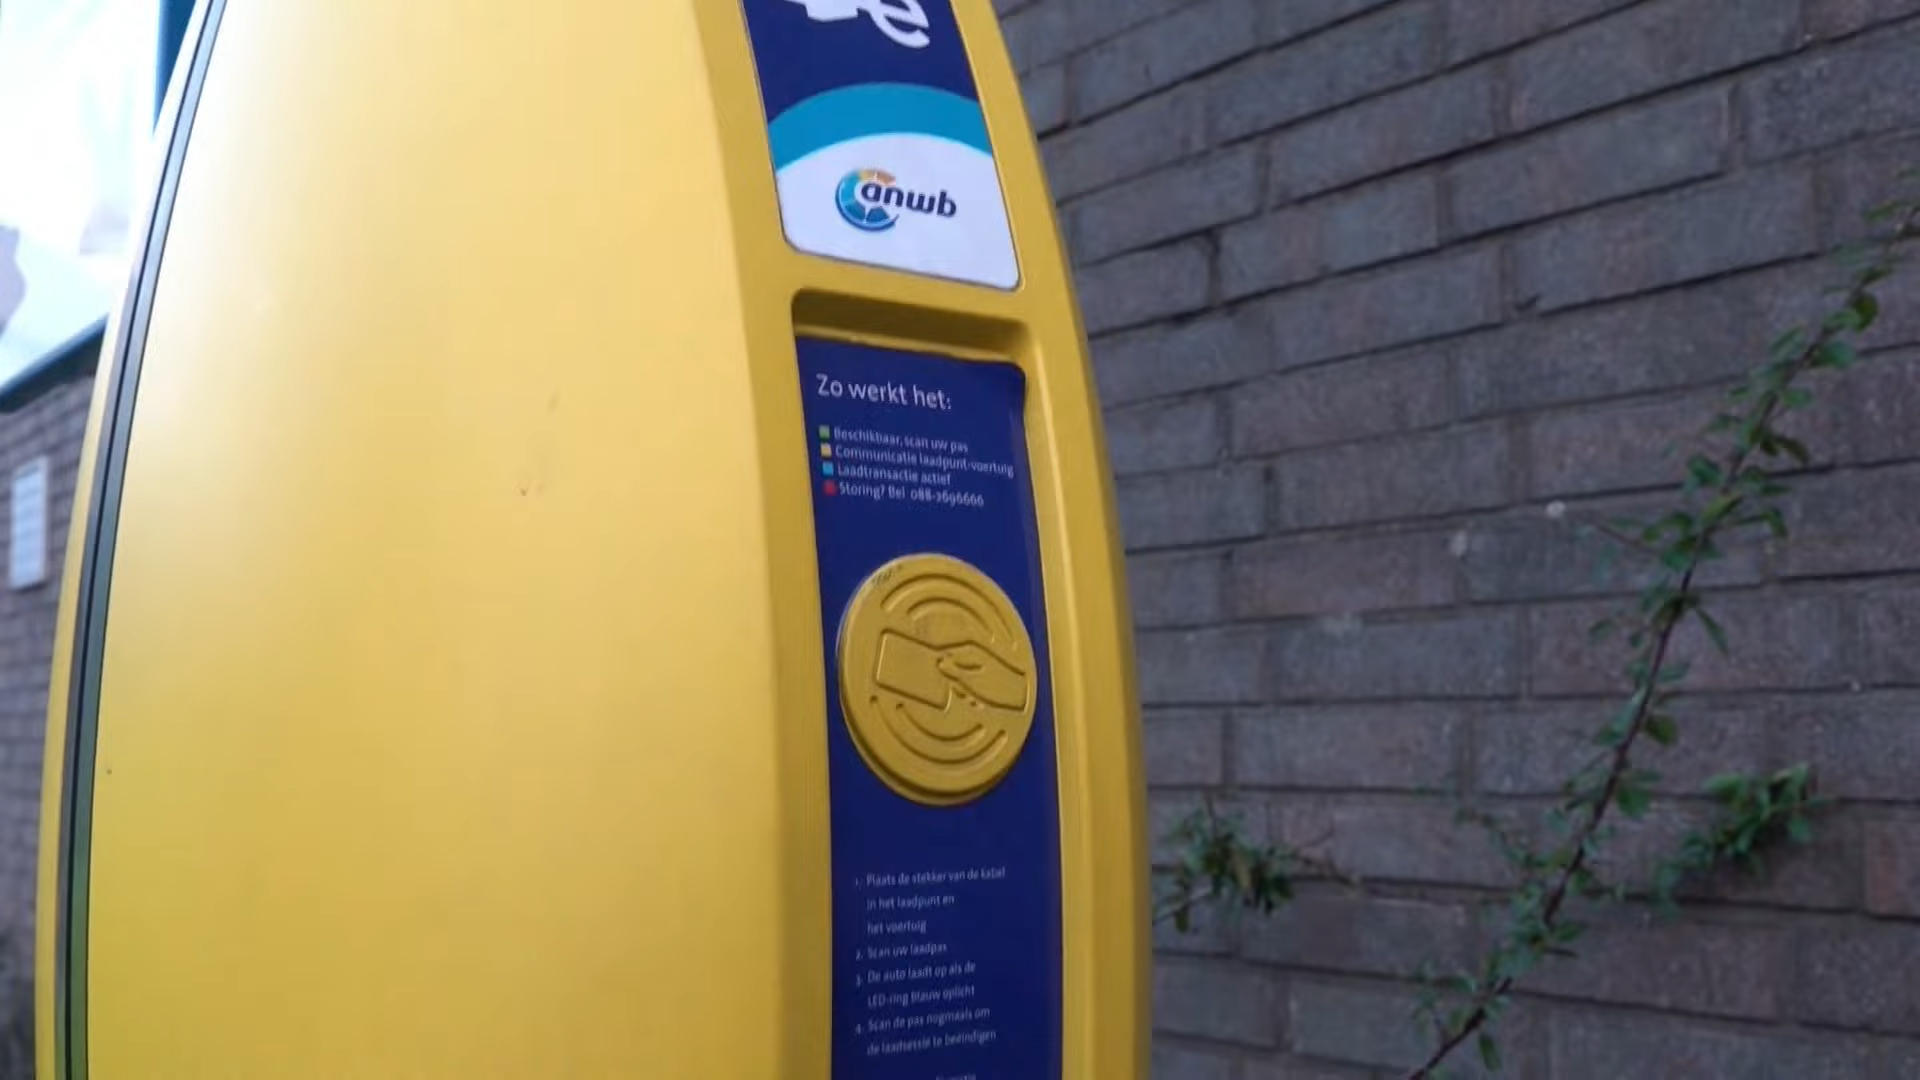 anwb
Zo werkt het:
Beschikbaar, scan uw pas
Communicatie laadpunt-voertuig
Laadtransactie actief
Storing? Bel 088-2696666
1. Plaats de stekker van de kabel
in het laadpunt en
het voertuig
2. Scan uw laadpas
3. De auto laadt op als de
LED-ring blauw oplicht
4. Scan de pas nogmaals om
de laadsessie te beëindigen